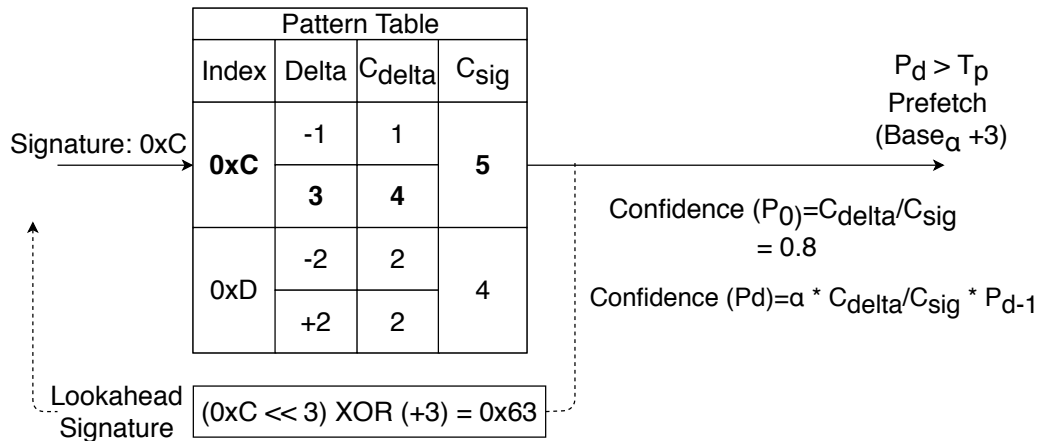 Pattern Table
Index Delta Cdelta Csig
Signature: 0xC
0xC -1 1 5
3 4
0xD -2 2 4
+2 2
Pd > Tp
Prefetch
(Baseα +3)
Confidence (P0)=Cdelta/Csig
= 0.8
Confidence (Pd)=α * Cdelta/Csig * Pd-1
Lookahead
Signature
(0xC << 3) XOR (+3) = 0x63